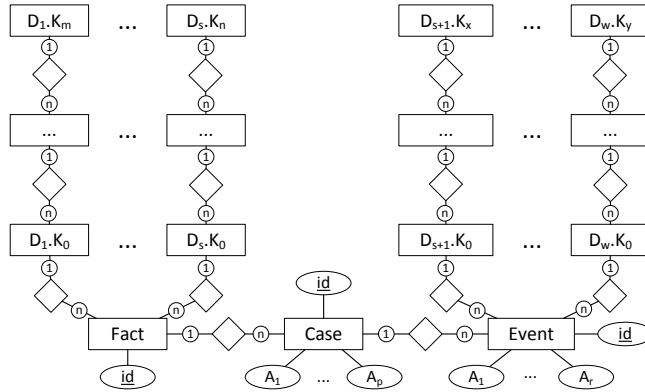 D1.Km ... Ds.Kn Ds+1.Kx ... Dw.Ky
1 1 1 1
n n n n
... ... ... ... ... ...
1 1 1 1
n n n n
D1.K0 ... Ds.K0 Ds+1.K0 ... Dw.K0
1 1 1 1
id
n n n n
Fact 1 n Case 1 n Event id
id A1 ... Ap A1 ... Ar